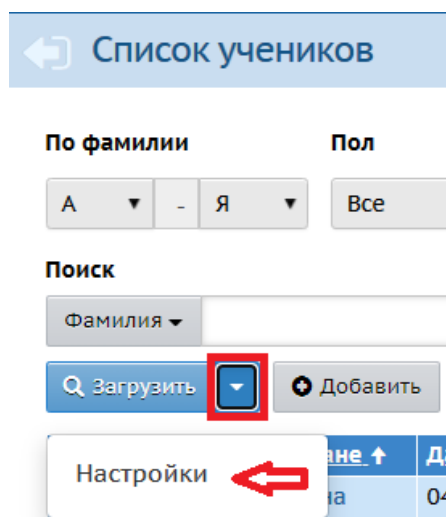 Список учеников
По фамилии Пол
А - Я Все
Поиск
Фамилия
Загрузить Добавить
Настройки